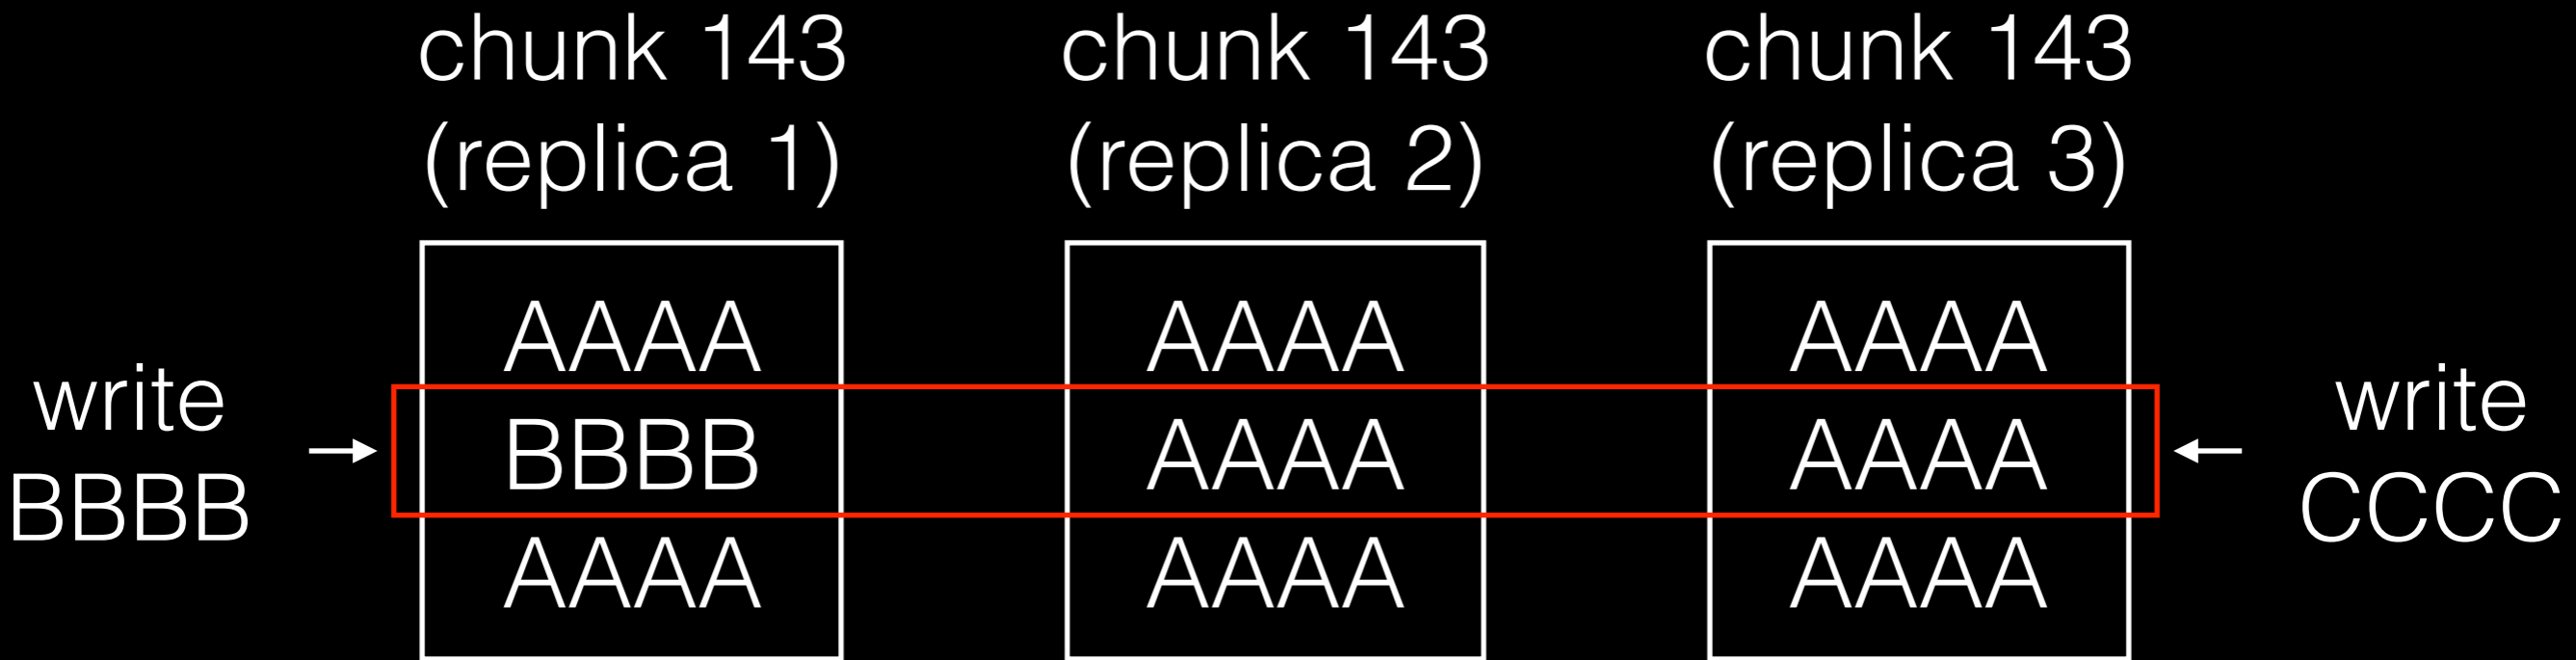 chunk 143
(replica 1)
chunk 143
(replica 2)
chunk 143
(replica 3)
write
BBBB
AAAA
BBBB
AAAA
AAAA
AAAA
AAAA
AAAA
AAAA
AAAA
write
CCCC